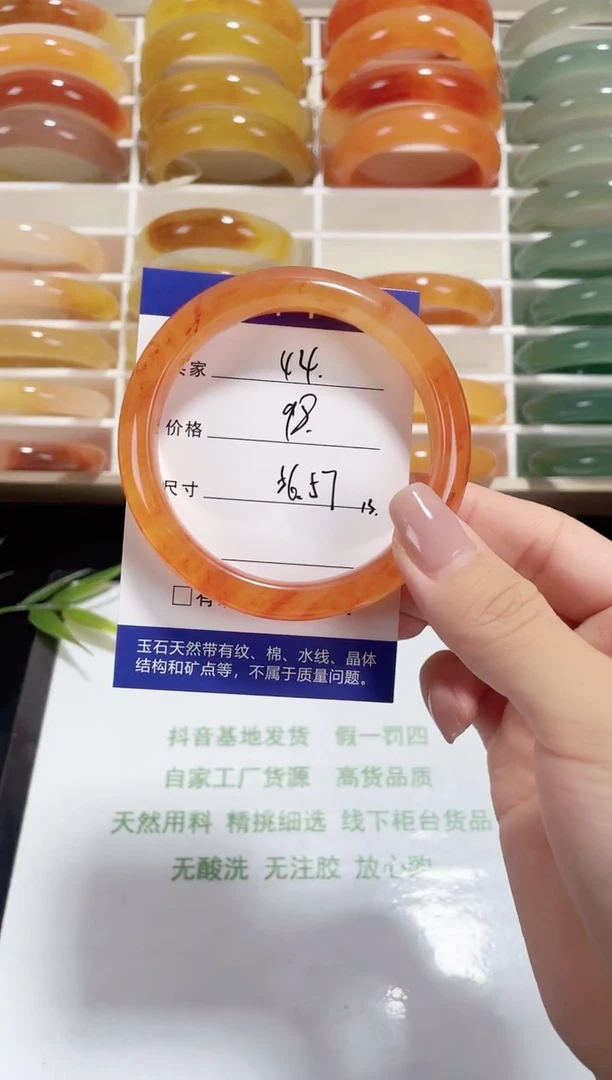 家 44.
价格 98.
尺寸 56.57
13.
玉石天然带有纹、棉、水线、晶体
结构和矿点等，不属于质量问题。
抖音基地发货 假一罚四
自家工厂货源 高货品质
天然用料 精挑细选 线下柜台货品
无酸洗 无注胶 放心购